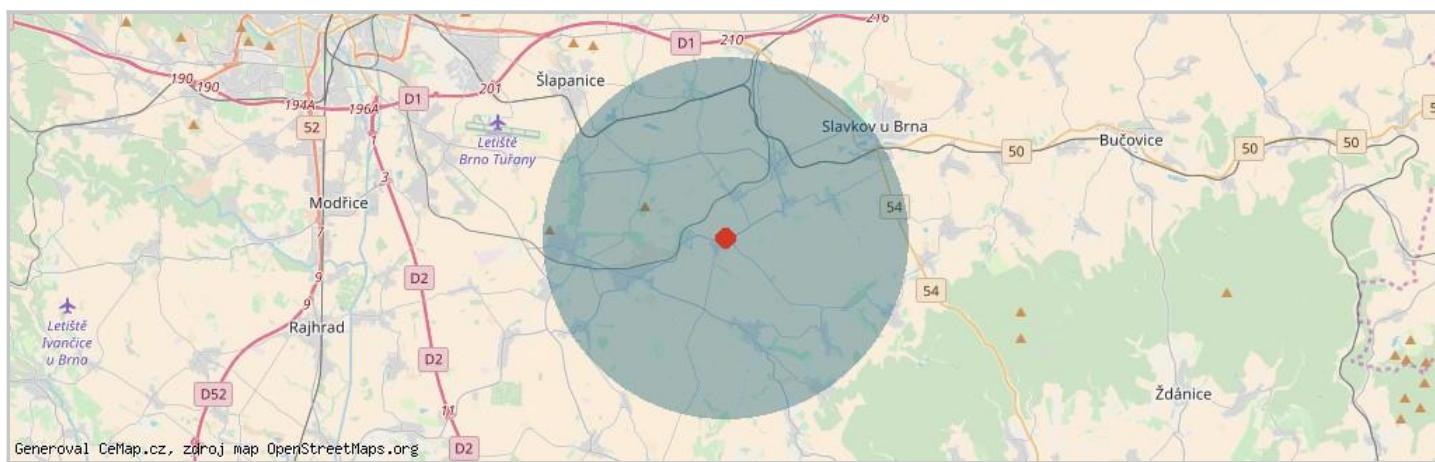 216
D1
210
190
190
Šlapanice
201
194A
196A
D1
52
Letiště
Brno Tuřany
1
Slavkov u Brna
50
Bučovice
50
50
5
3
Modřice
54
7
D2
9
54
9
Letiště
Ivančice
u Brna
Rajhrad
D2
D52
11
Ždánice
D2
Generoval CeMap.cz, zdroj map OpenStreetMaps.org